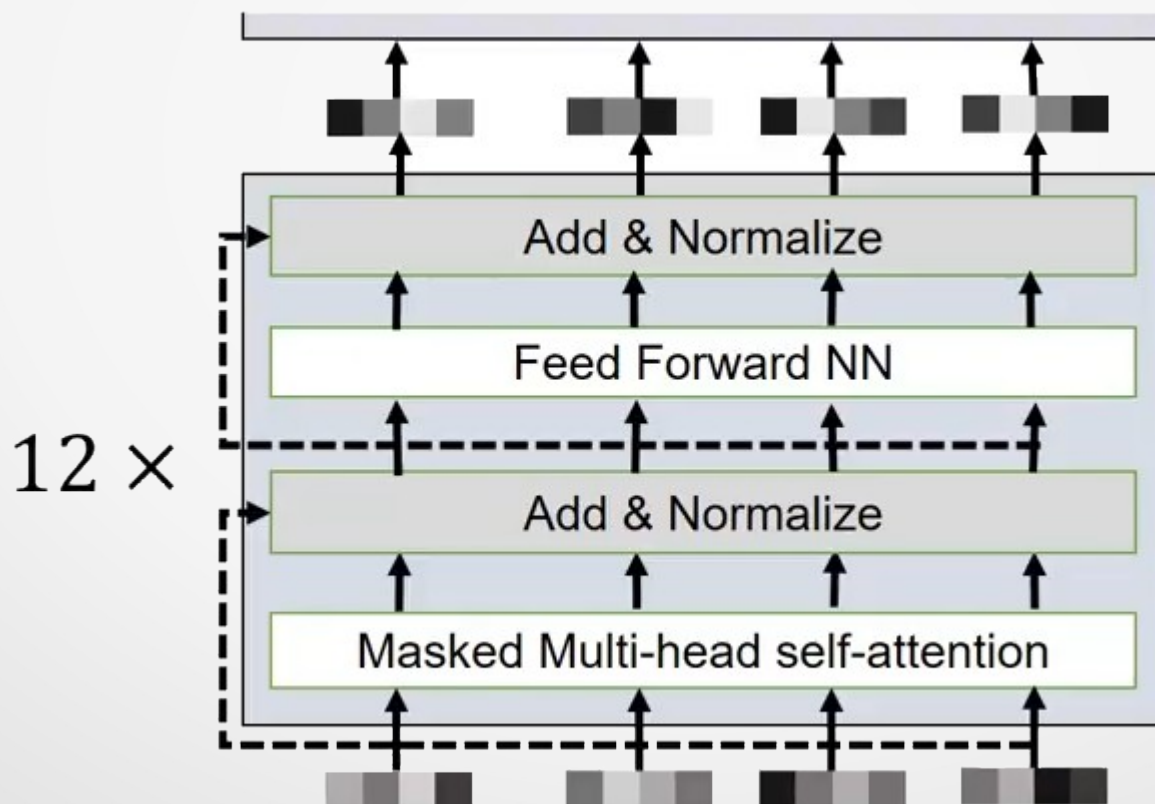 Add & Normalize
Feed Forward NN
12 ×
Add & Normalize
Masked Multi-head self-attention